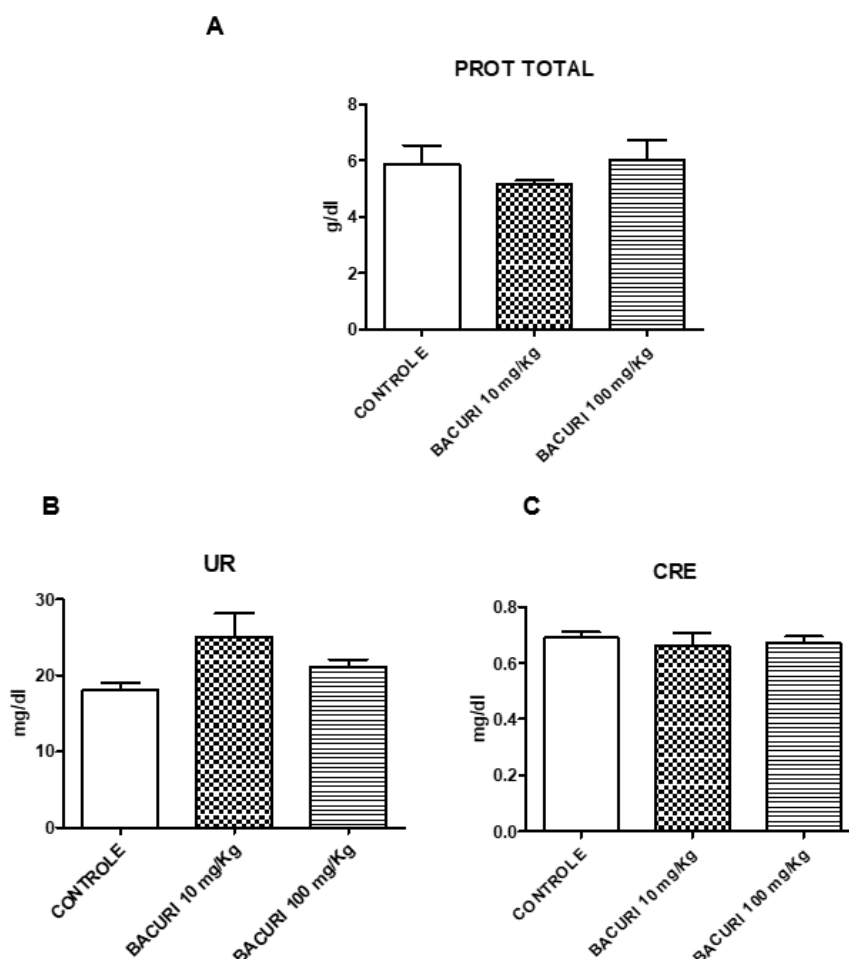 A
PROT TOTAL
8
6
4
2
0
g/dl
CONTROLE
BACURI 10 mg/Kg
BACURI 100 mg/Kg
B
UR
30
20
10
0
mg/dl
CONTROLE
BACURI 10 mg/Kg
BACURI 100 mg/Kg
C
CRE
0.8
0.6
0.4
0.2
0.0
mg/dl
CONTROLE
BACURI 10 mg/Kg
BACURI 100 mg/Kg